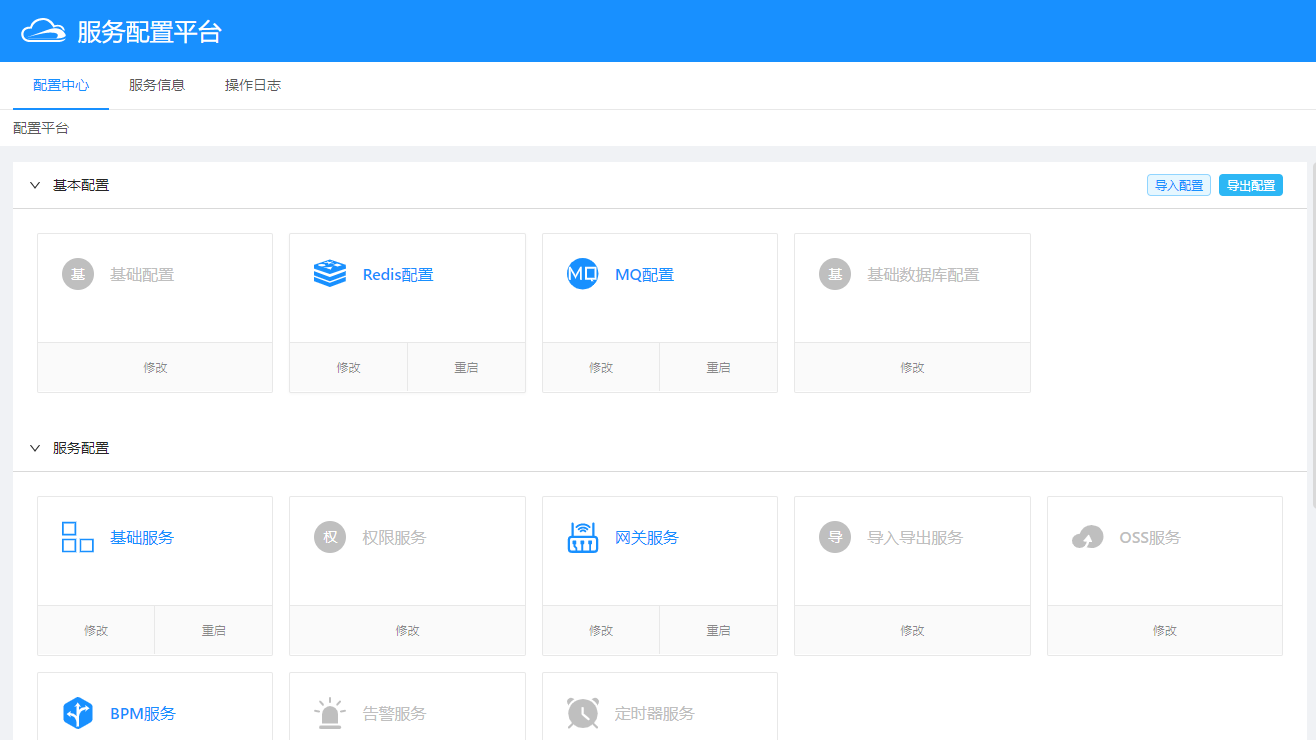 服务配置平台
配置中心 服务信息 操作日志
配置平台
基本配置 导入配置 导出配置
基 基础配置 Redis配置 MQ MQ配置 基 基础数据库配置
修改 修改 重启 修改 重启 修改
服务配置
基础服务 权 权限服务 网关服务 导 导入导出服务 OSS服务
修改 重启 修改 修改 重启 修改 修改
BPM服务 告警服务 定时器服务